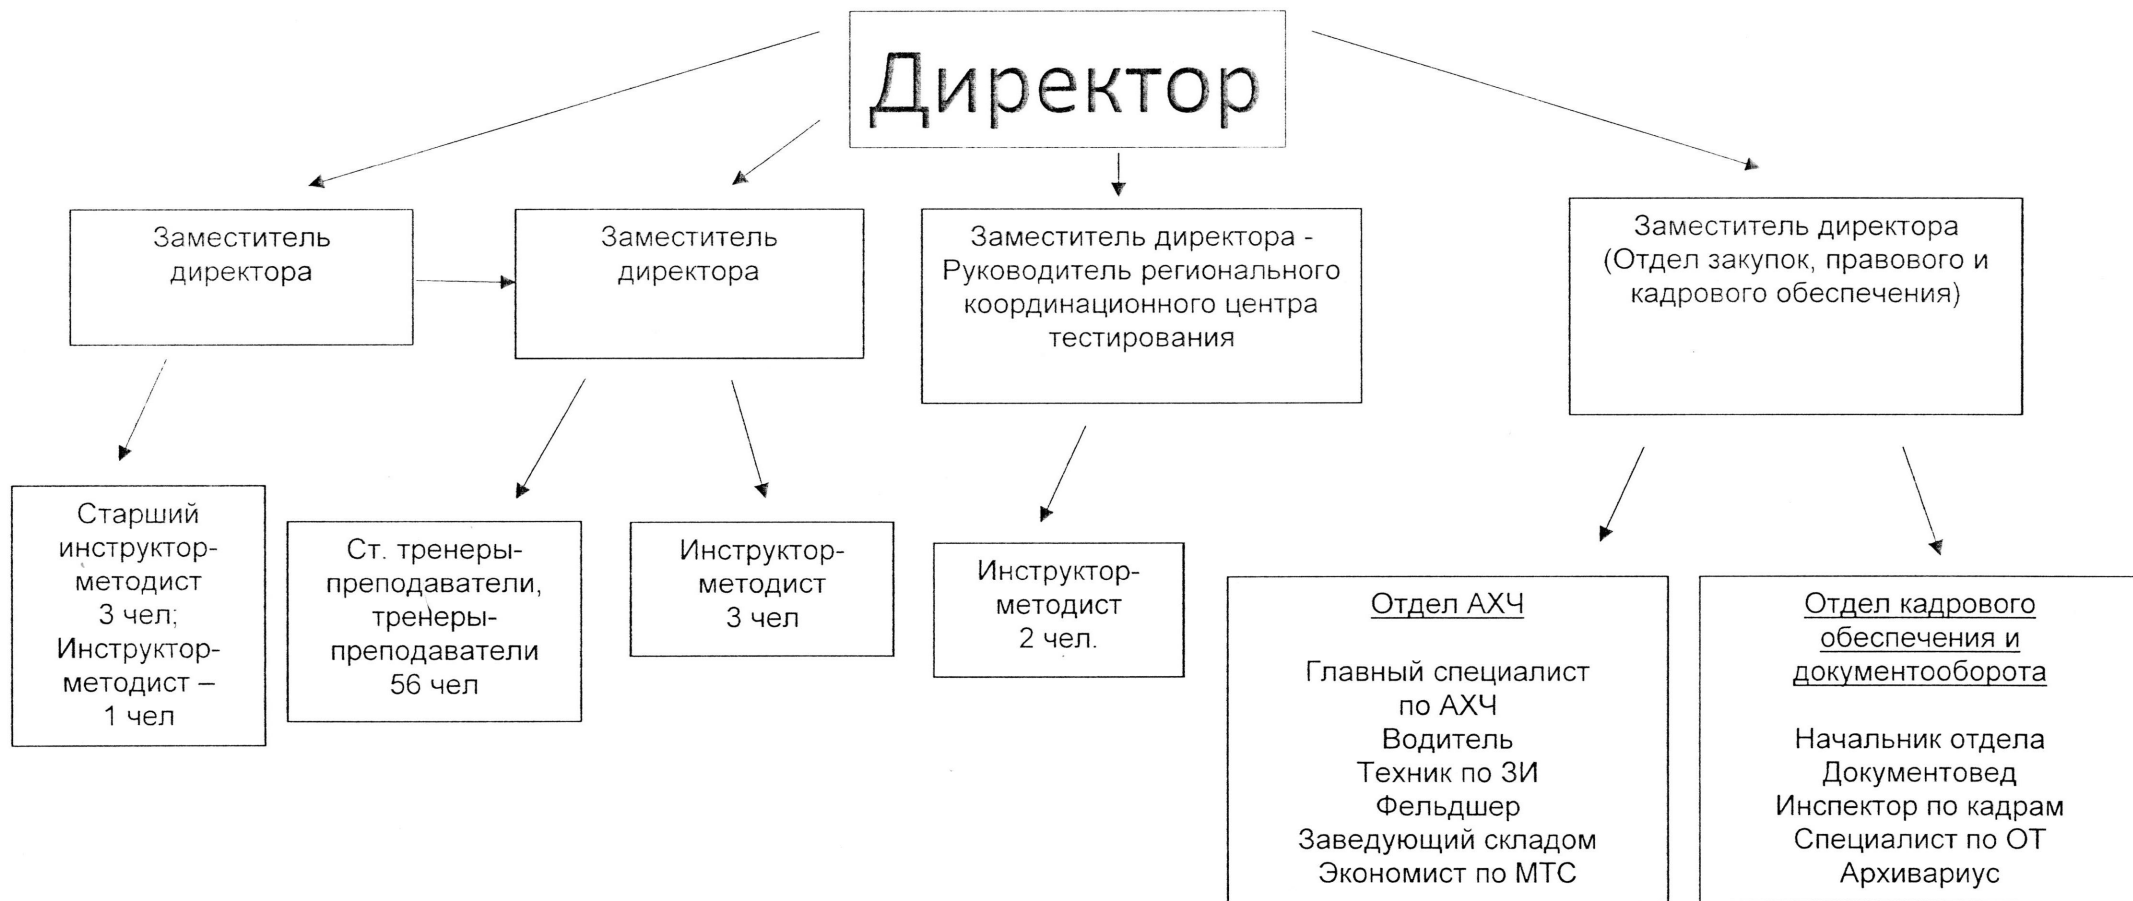 Директор
Заместитель
директора
Заместитель
директора
Заместитель директора -
Руководитель регионального
координационного центра
тестирования
Заместитель директора
(Отдел закупок, правового и
кадрового обеспечения)
Старший
инструктор-
методист
3 чел;
Инструктор-
методист –
1 чел
Ст. тренеры-
преподаватели,
тренеры-
преподаватели
56 чел
Инструктор-
методист
3 чел
Инструктор-
методист
2 чел.
Отдел АХЧ
Главный специалист
по АХЧ
Водитель
Техник по ЗИ
Фельдшер
Заведующий складом
Экономист по МТС
Отдел кадрового
обеспечения и
документооборота
Начальник отдела
Документовед
Инспектор по кадрам
Специалист по ОТ
Архивариус